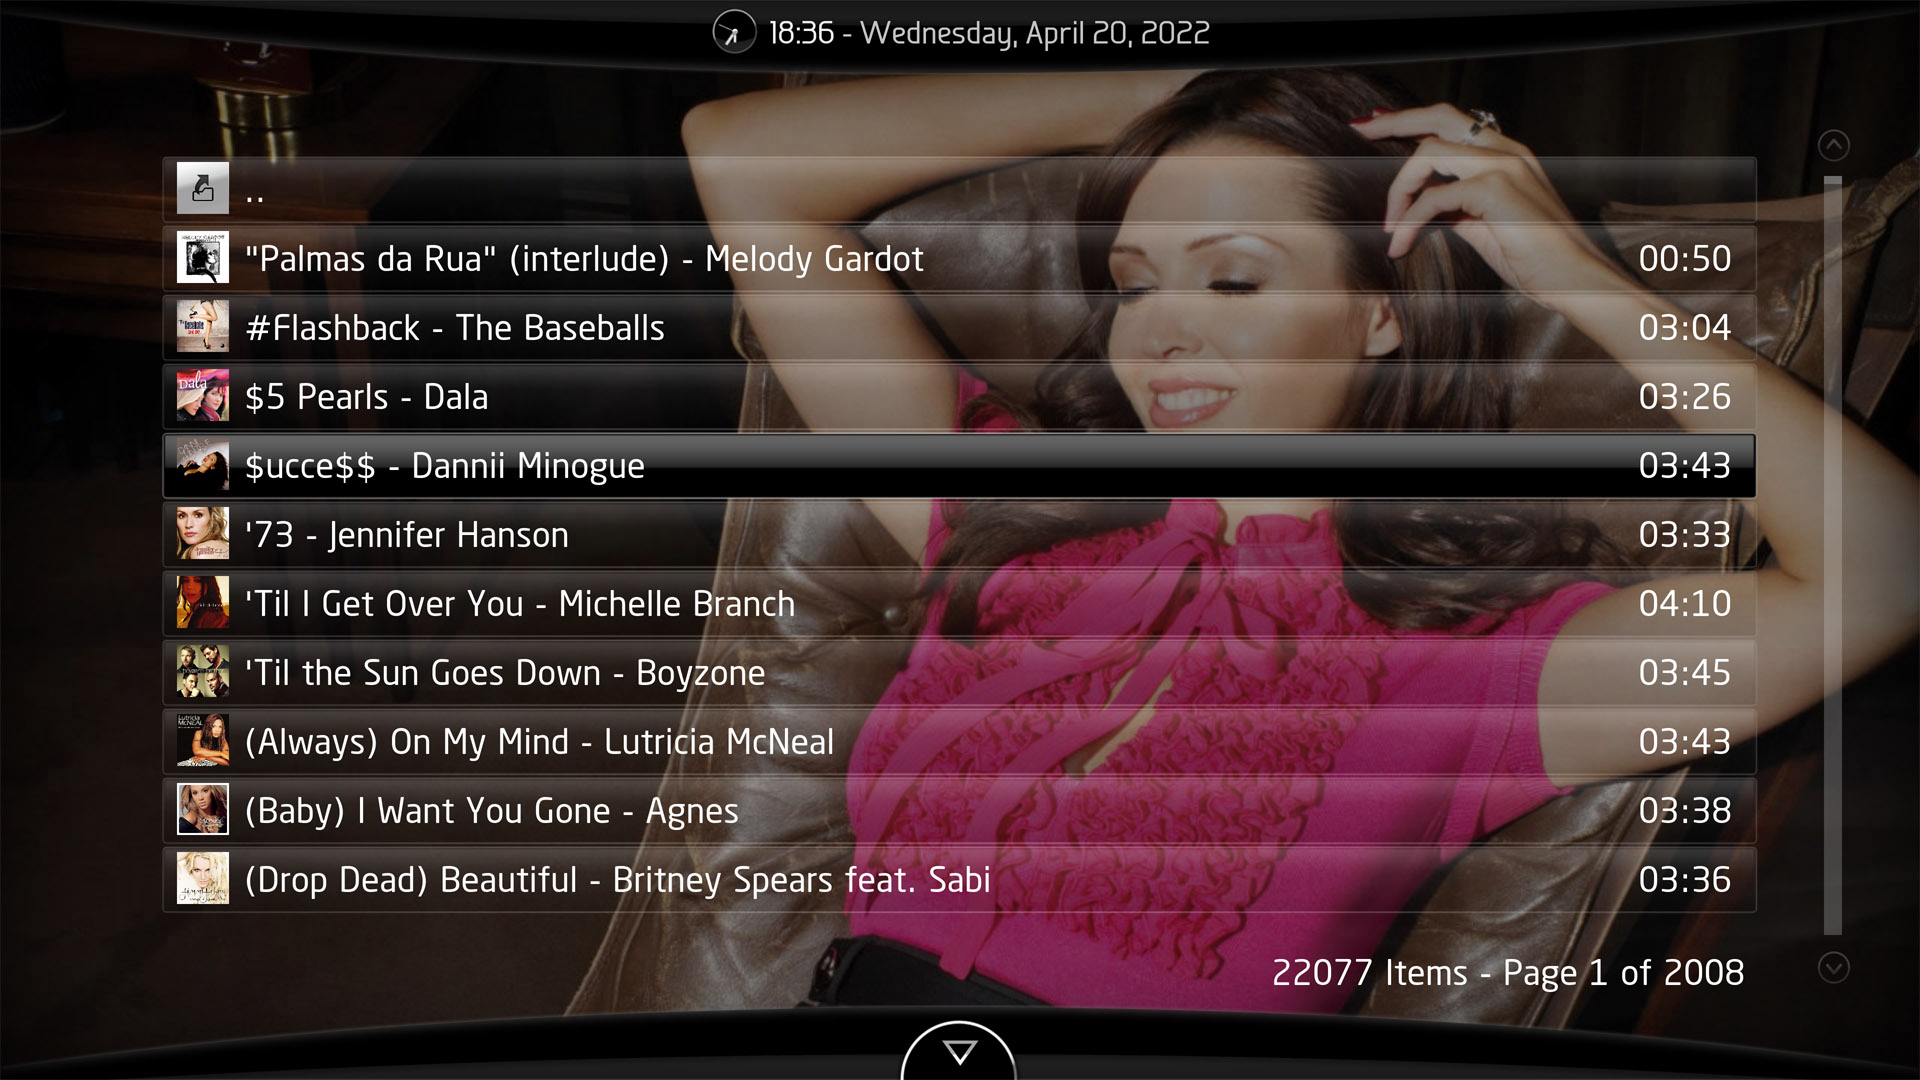 18:36 - Wednesday, April 20, 2022
..
"Palmas da Rua" (interlude) - Melody Gardot 00:50
#Flashback - The Baseballs 03:04
Dala
$5 Pearls - Dala 03:26
$ucce$$ - Dannii Minogue 03:43
'73 - Jennifer Hanson 03:33
'Til I Get Over You - Michelle Branch 04:10
'Til the Sun Goes Down - Boyzone 03:45
Lutricia McNEAL
(Always) On My Mind - Lutricia McNeal 03:43
(Baby) I Want You Gone - Agnes 03:38
(Drop Dead) Beautiful - Britney Spears feat. Sabi 03:36
22077 Items - Page 1 of 2008